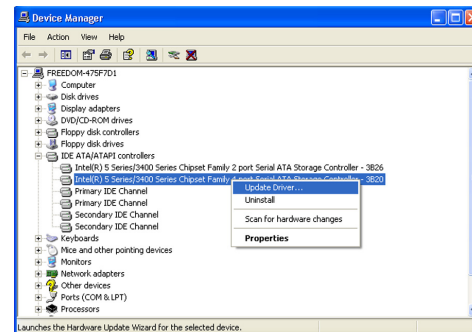 Device Manager
File Action View Help
FREEDOM-475F7D1
Computer
Disk drives
Display adapters
DVD/CD-ROM drives
Floppy disk controllers
Floppy disk drives
IDE ATA/ATAPI controllers
Intel(R) 5 Series/3400 Series Chipset Family 2 port Serial ATA Storage Controller - 3B26
Intel(R) 5 Series/3400 Series Chipset Family 4 port Serial ATA Storage Controller - 3B20
Primary IDE Channel
Primary IDE Channel
Secondary IDE Channel
Secondary IDE Channel
Keyboards
Mice and other pointing devices
Monitors
Network adapters
Other devices
Ports (COM & LPT)
Processors
Update Driver...
Uninstall
Scan for hardware changes
Properties
Launches the Hardware Update Wizard for the selected device.